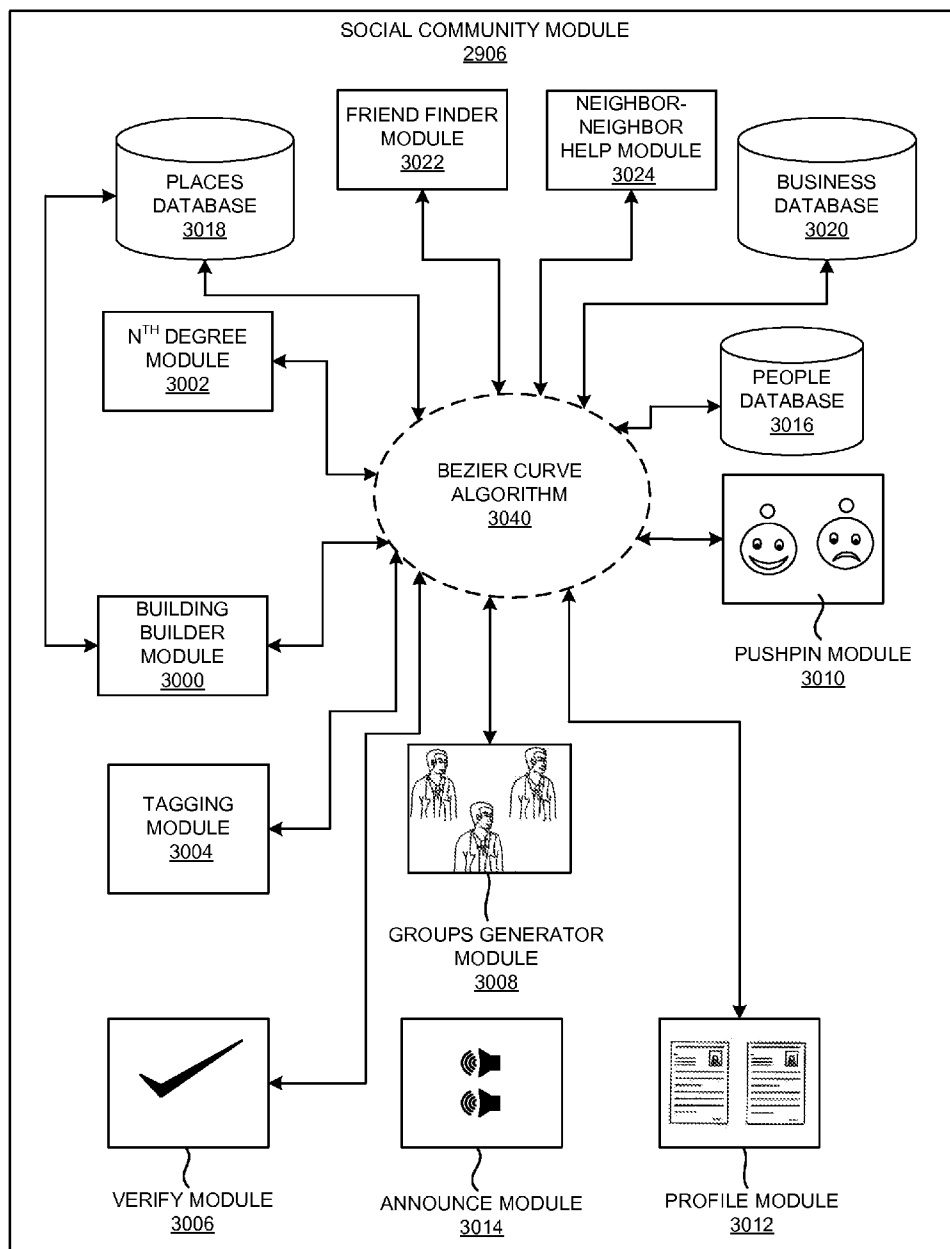 SOCIAL COMMUNITY MODULE
2906
PLACES
DATABASE
3018
FRIEND FINDER
MODULE
3022
NEIGHBOR-
NEIGHBOR
HELP MODULE
3024
BUSINESS
DATABASE
3020
NTH DEGREE
MODULE
3002
PEOPLE
DATABASE
3016
BEZIER CURVE
ALGORITHM
3040
BUILDING
BUILDER
MODULE
3000
PUSHPIN MODULE
3010
TAGGING
MODULE
3004
GROUPS GENERATOR
MODULE
3008
VERIFY MODULE
3006
ANNOUNCE MODULE
3014
PROFILE MODULE
3012